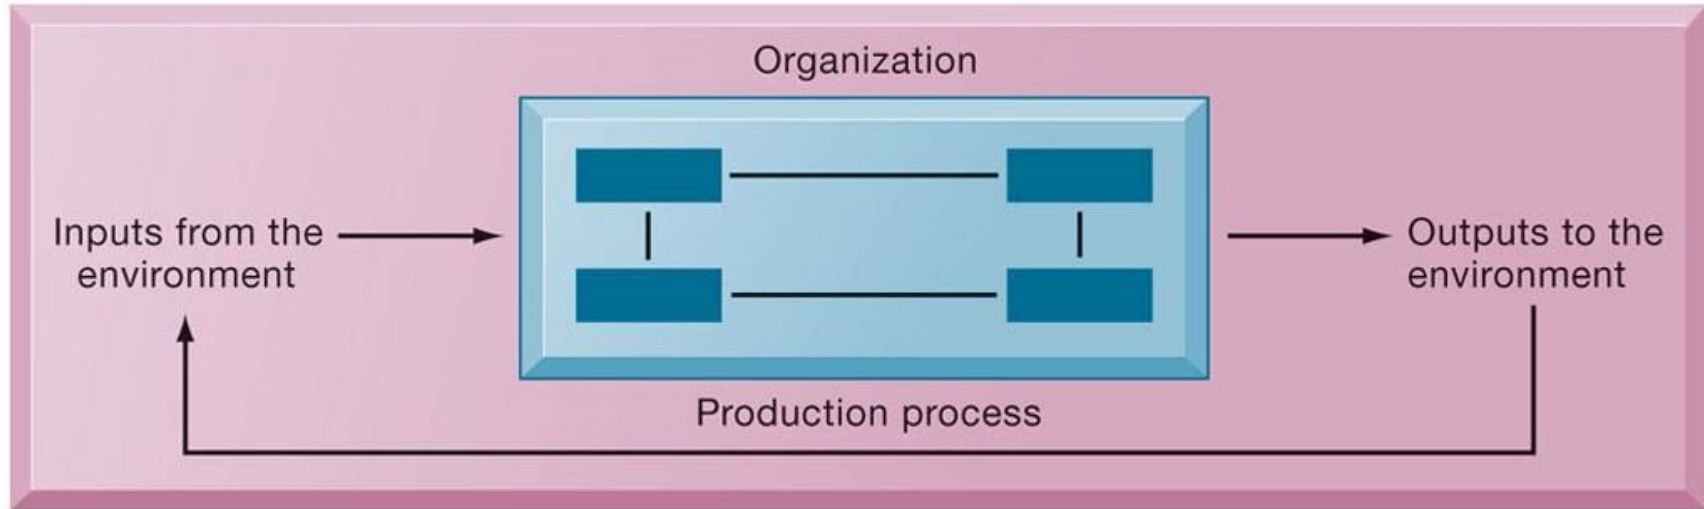 Organization
Inputs from the
environment
Outputs to the
environment
Production process